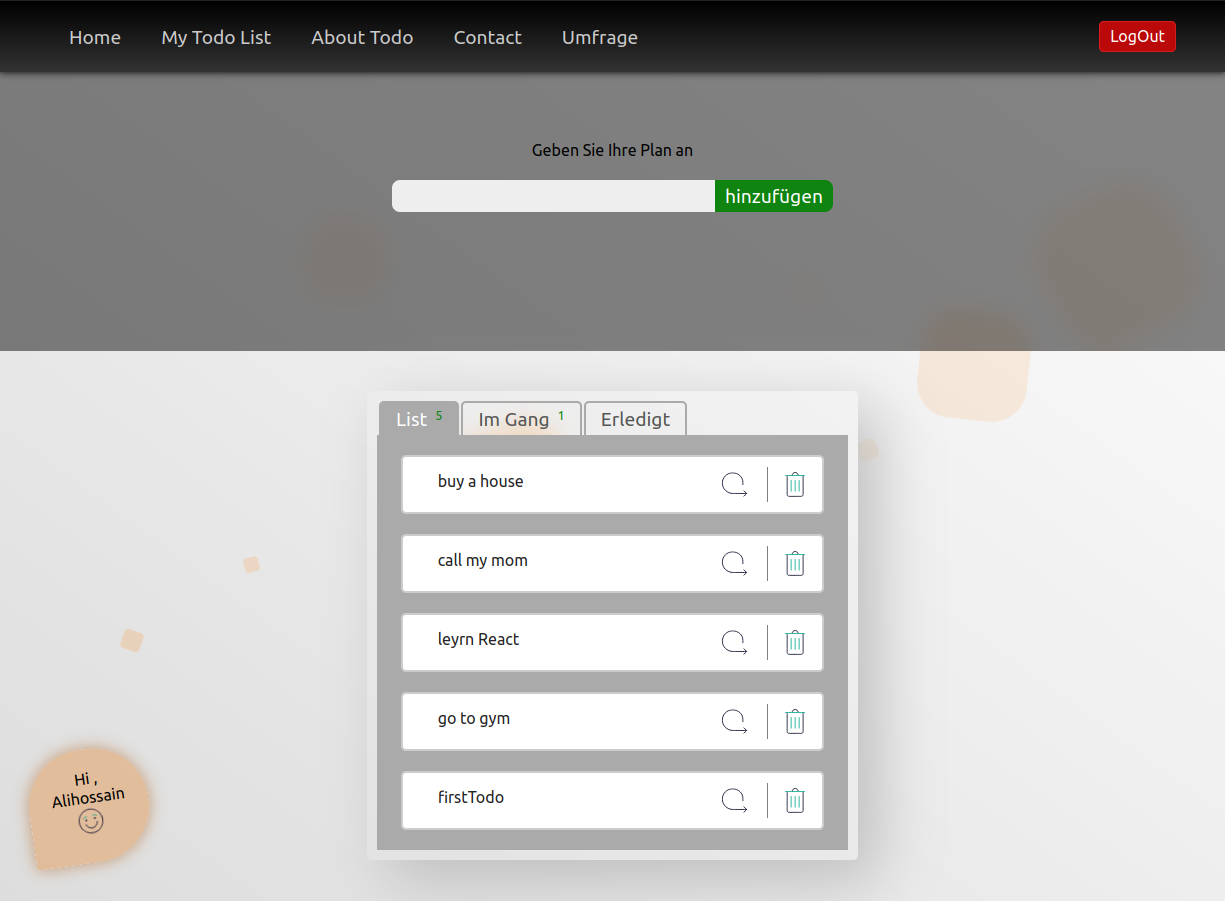 Home My Todo List About Todo Contact Umfrage LogOut
Geben Sie Ihre Plan an
hinzufügen
List 5 Im Gang 1 Erledigt
buy a house
call my mom
leyrn React
go to gym
firstTodo
Hi ,
Alihossain